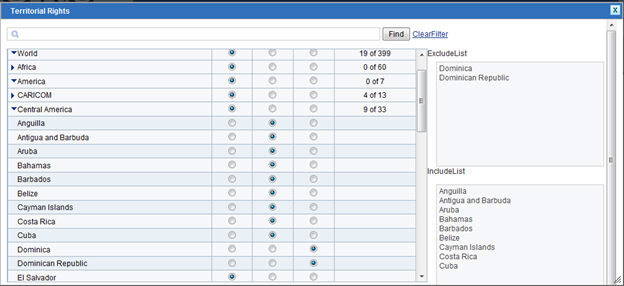 Territorial Rights
X
Find ClearFilter
World 19 of 399
Africa 0 of 60
America 0 of 7
CARICOM 4 of 13
Central America 9 of 33
Anguilla
Antigua and Barbuda
Aruba
Bahamas
Barbados
Belize
Cayman Islands
Costa Rica
Cuba
Dominica
Dominican Republic
El Salvador
ExcludeList
Dominica
Dominican Republic
IncludeList
Anguilla
Antigua and Barbuda
Aruba
Bahamas
Barbados
Belize
Cayman Islands
Costa Rica
Cuba